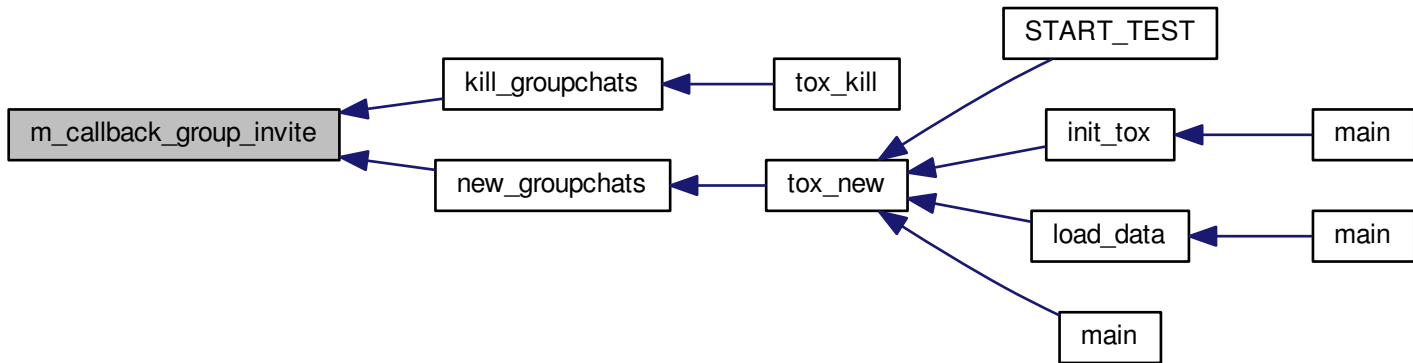 START_TEST
kill_groupchats
tox_kill
m_callback_group_invite
init_tox
main
new_groupchats
tox_new
load_data
main
main